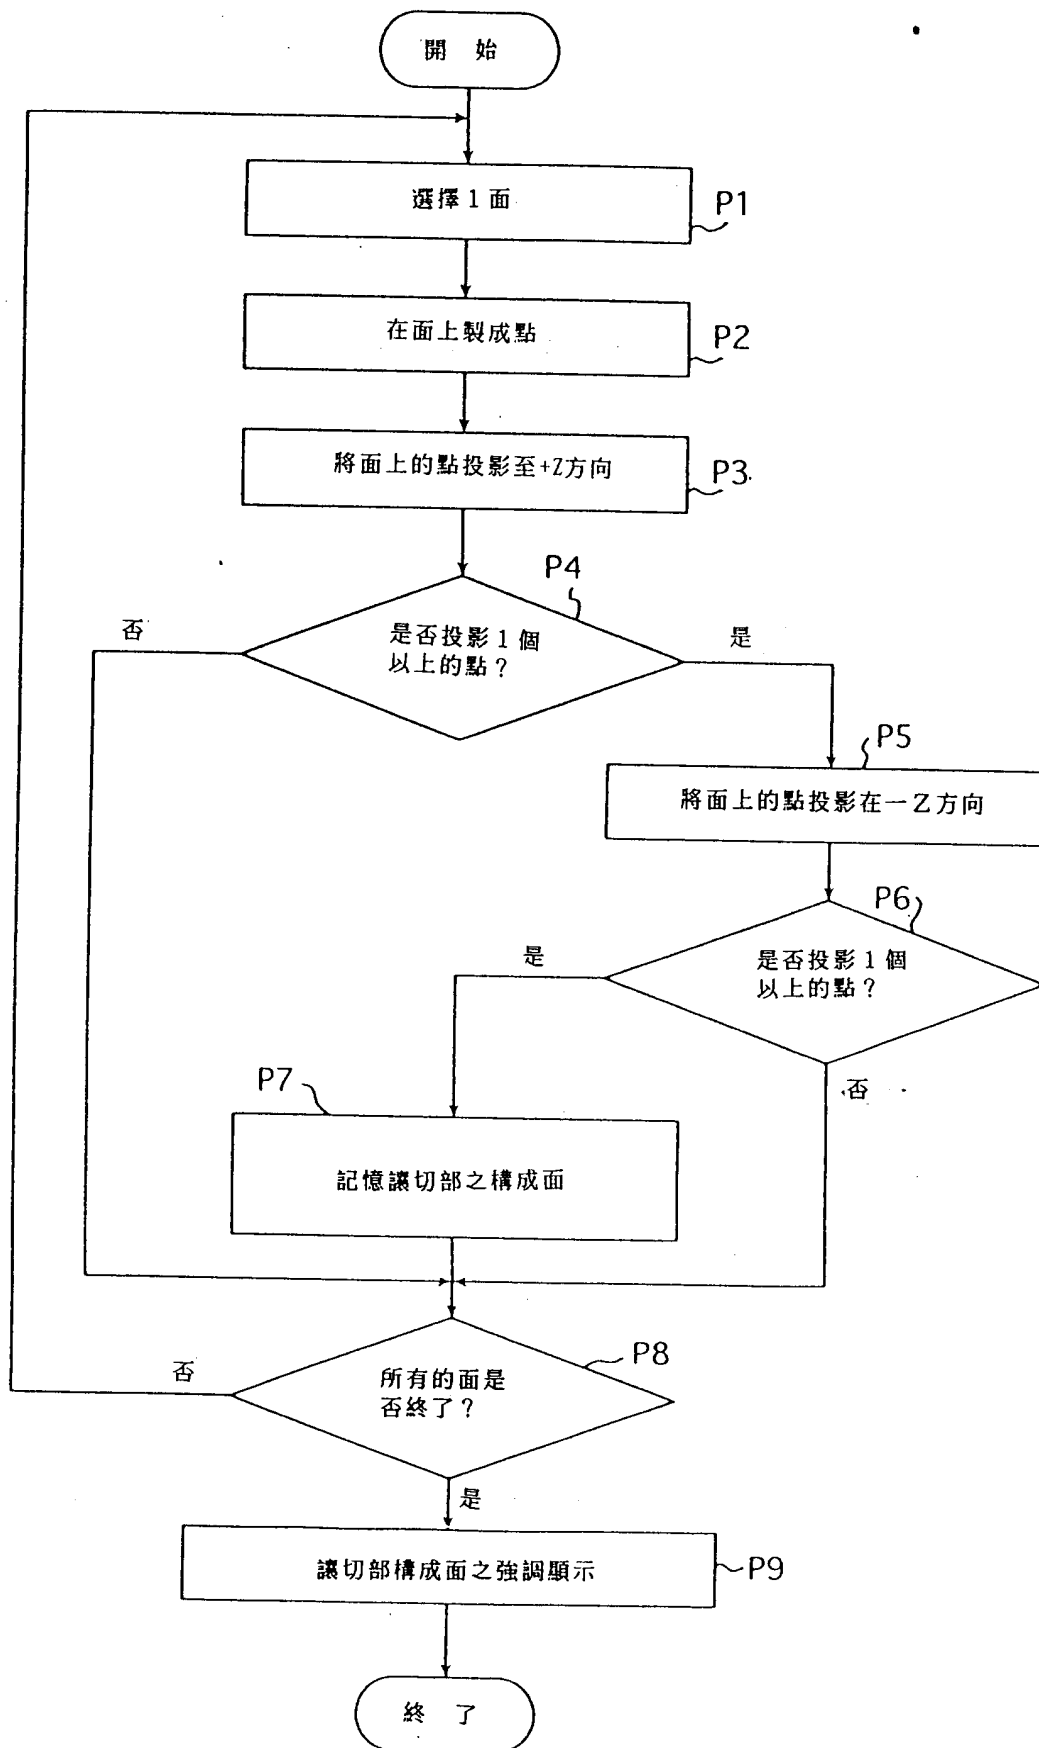 開 始
選擇1面
P1
在面上製成點
P2
將面上的點投影至+Z方向
P3
P4
是否投影1個
以上的點?
否
是
P5
將面上的點投影在一Z方向
P6
是否投影1個
以上的點?
是
否
P7
記憶讓切部之構成面
P8
所有的面是
否終了?
否
是
讓切部構成面之強調顯示
P9
終 了